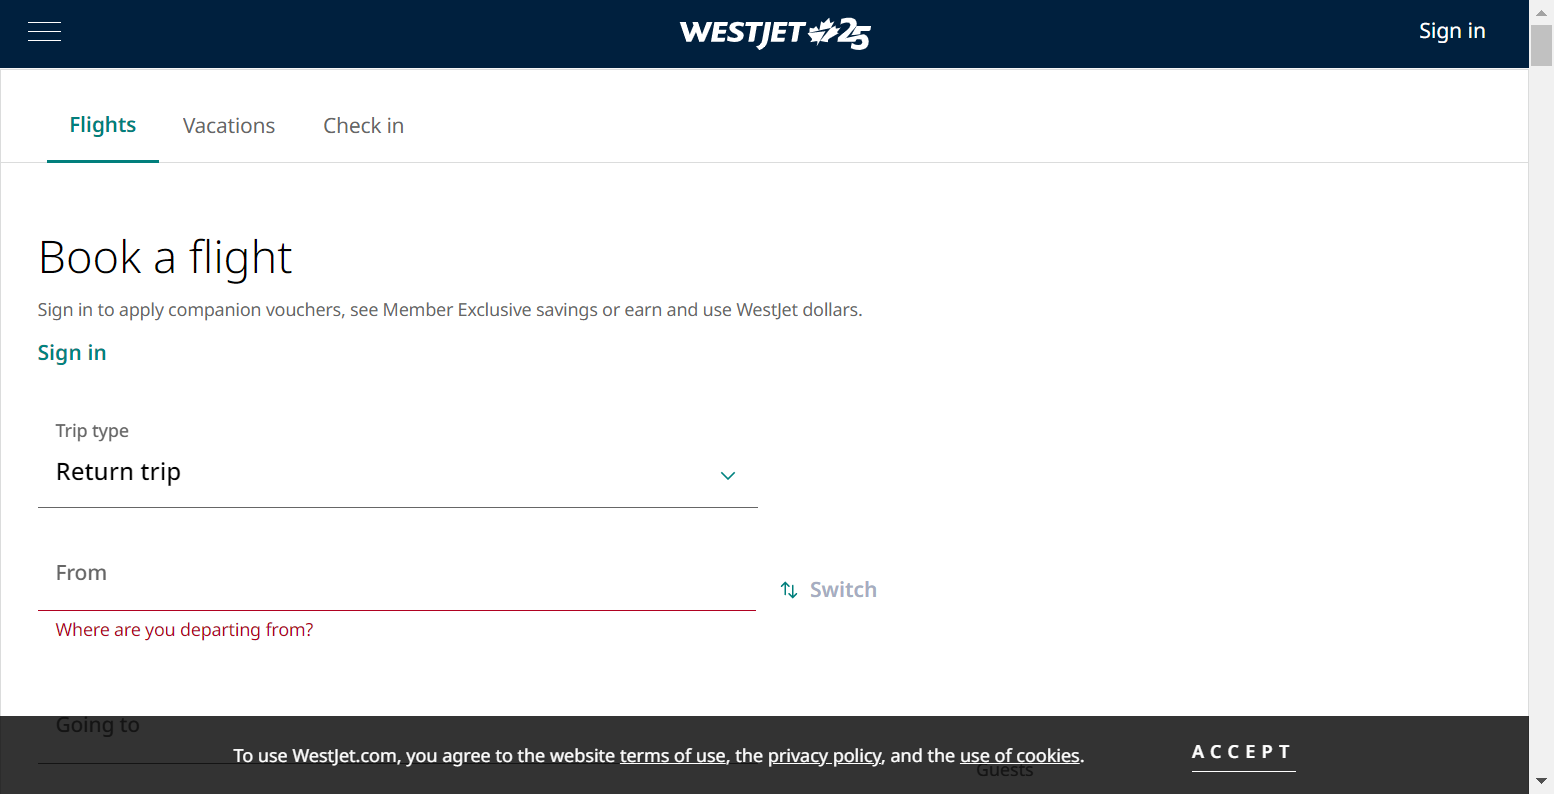 WESTJET 25
Sign in
Flights
Vacations
Check in
Book a flight
Sign in to apply companion vouchers, see Member Exclusive savings or earn and use WestJet dollars.
Sign in
Trip type
Return trip
From
Switch
Where are you departing from?
Going to
To use WestJet.com, you agree to the website terms of use, the privacy policy, and the use of cookies.
ACCEPT
Guests